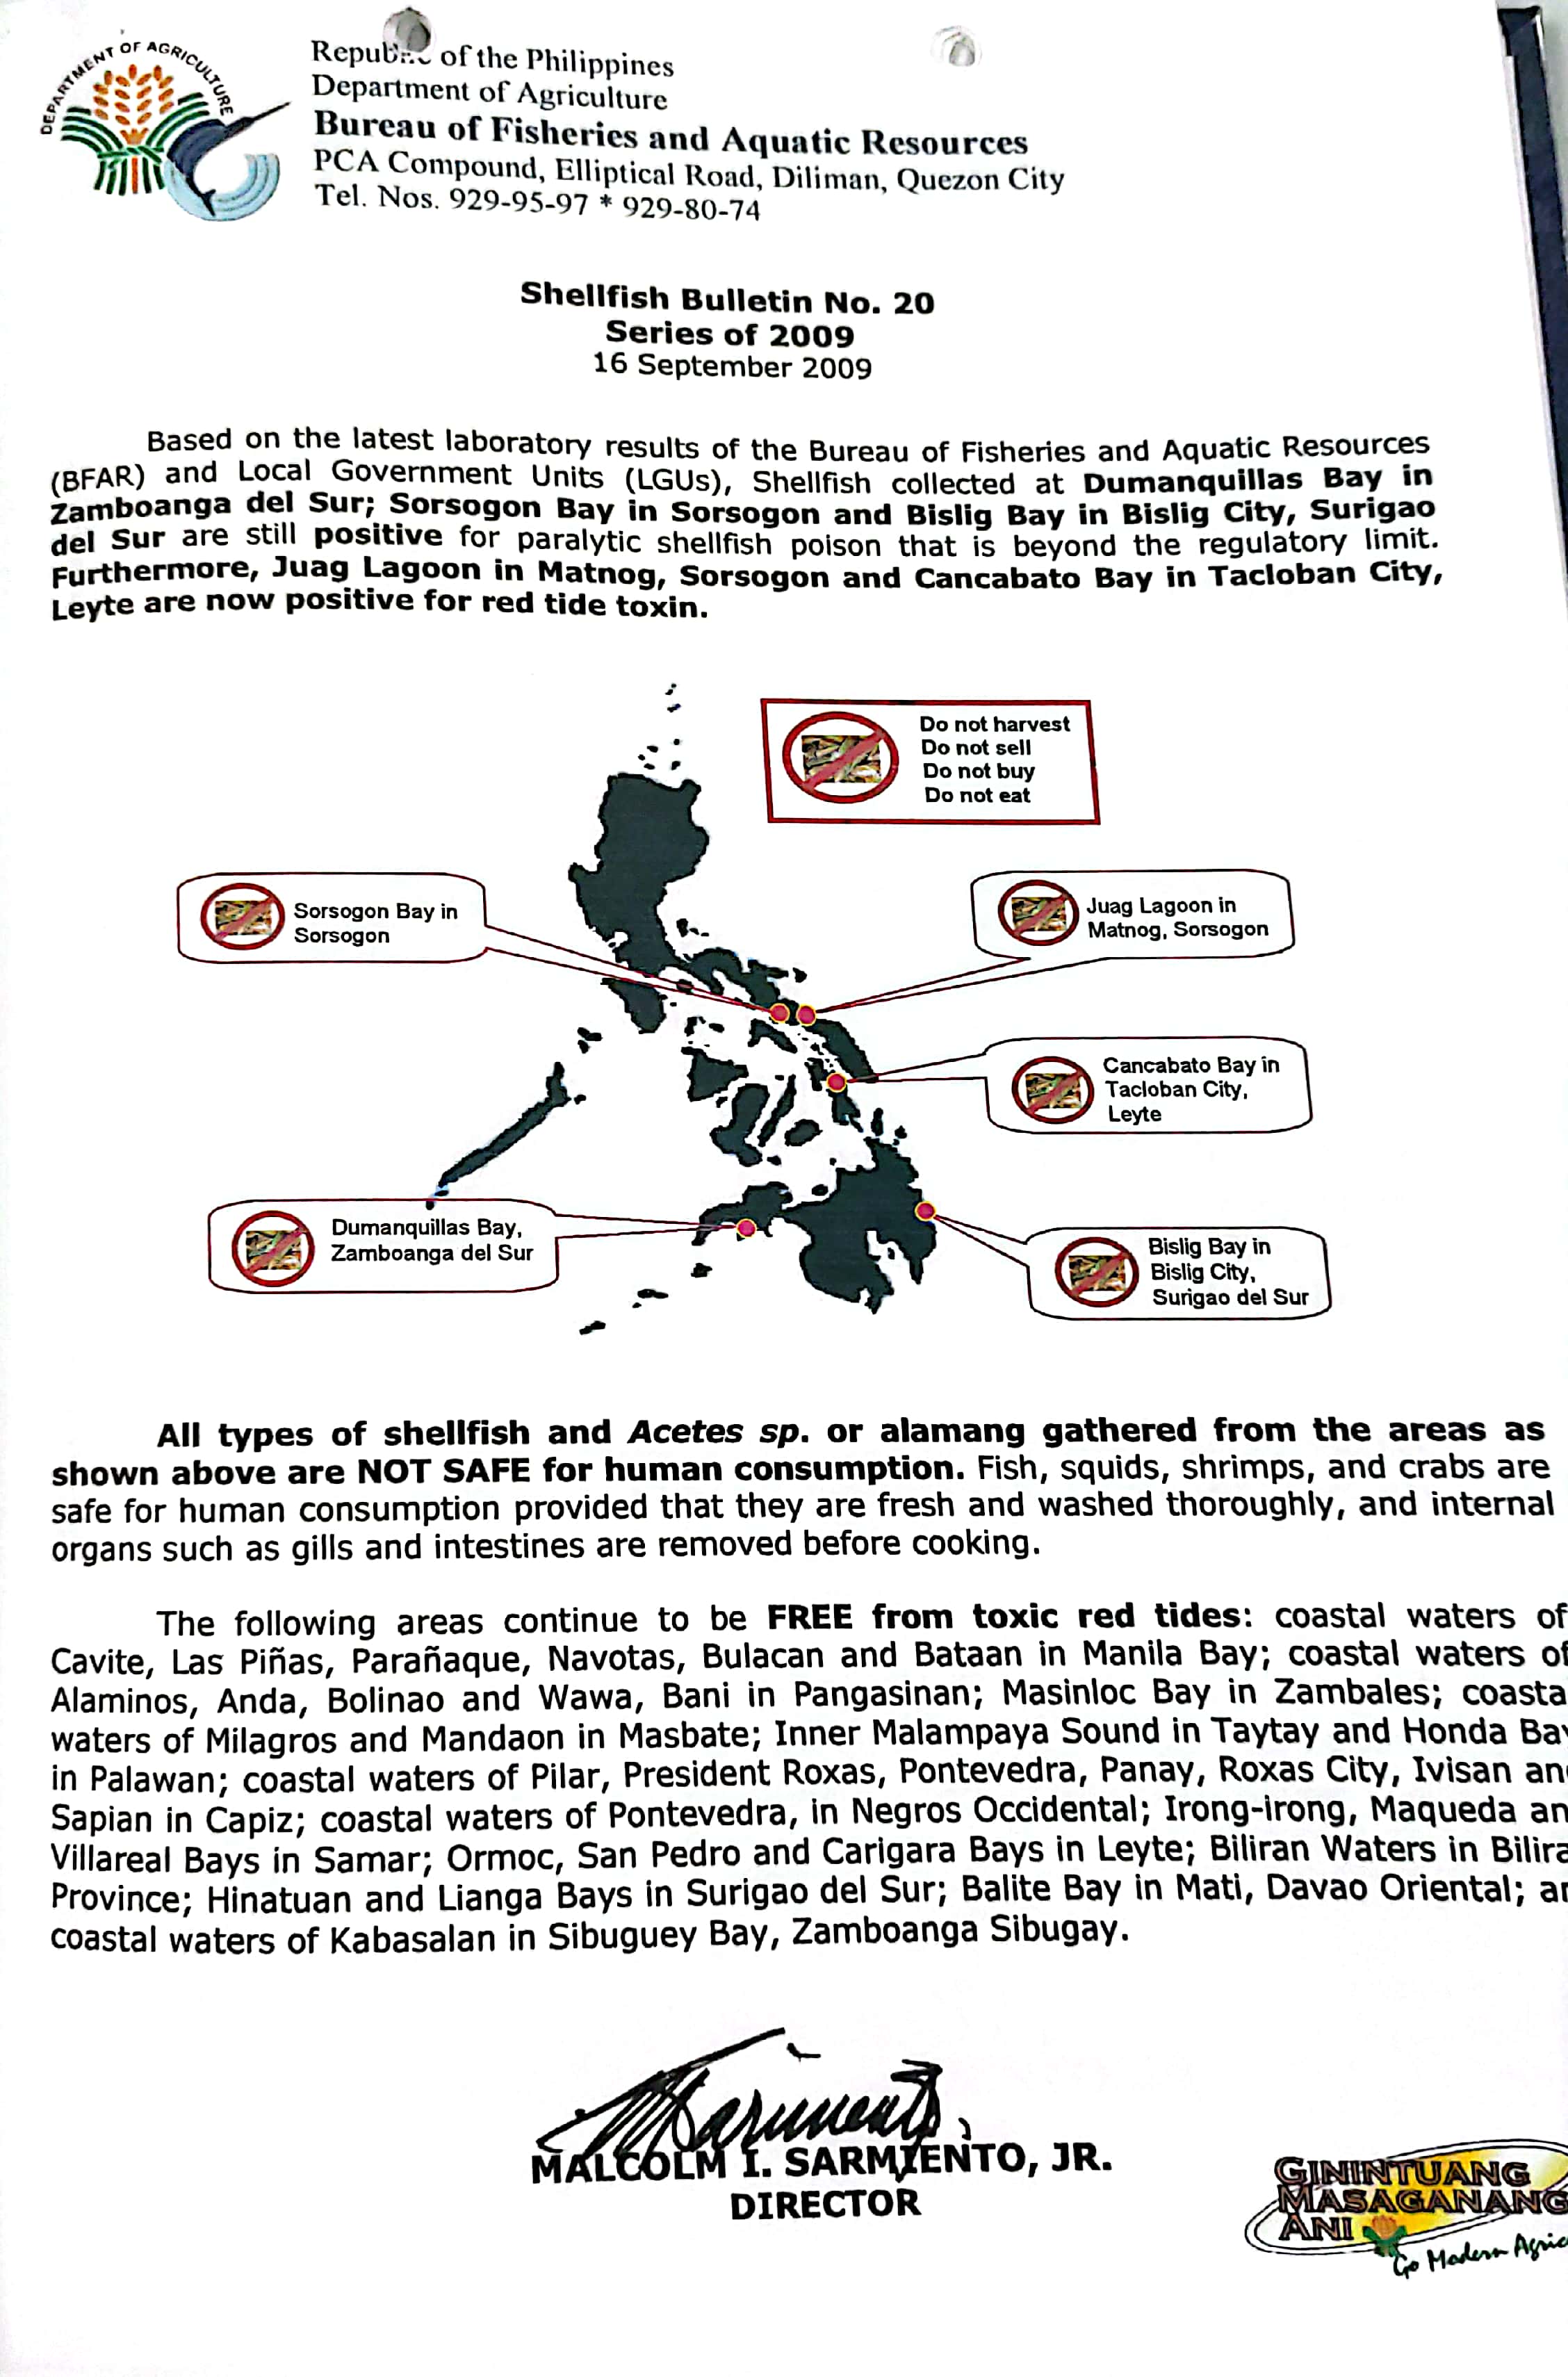 DEPARTMENT OF AGRICULTURE
of the Philippines
Department of Agriculture
Bureau of Fisheries and Aquatic Resources
PCA Compound, Elliptical Road, Diliman, Quezon City
Tel. Nos. 929-95-97 * 929-80-74
Shellfish Bulletin No. 20
Series of 2009
16 September 2009
Based on the latest laboratory results of the Bureau of Fisheries and Aquatic Resources
(BFAR) and Local Government Units (LGUs), Shellfish collected at Dumanquillas Bay in
Zamboanga del Sur; Sorsogon Bay in Sorsogon and Bislig Bay in Bislig City, Surigao
del Sur are still positive for paralytic shellfish poison that is beyond the regulatory limit.
Furthermore, Juag Lagoon in Matnog, Sorsogon and Cancabato Bay in Tacloban City,
Leyte are now positive for red tide toxin.
Do not harvest
Do not sell
Do not buy
Do not eat
Sorsogon Bay in
Sorsogon
Juag Lagoon in
Matnog, Sorsogon
Cancabato Bay in
Tacloban City,
Leyte
Dumanquillas Bay,
Zamboanga del Sur
Bislig Bay in
Bislig City,
Surigao del Sur
All types of shellfish and Acetes sp. or alamang gathered from the areas as
shown above are NOT SAFE for human consumption. Fish, squids, shrimps, and crabs are
safe for human consumption provided that they are fresh and washed thoroughly, and internal
organs such as gills and intestines are removed before cooking.
The following areas continue to be FREE from toxic red tides: coastal waters of
Cavite, Las Piñas, Parañaque, Navotas, Bulacan and Bataan in Manila Bay; coastal waters of
Alaminos, Anda, Bolinao and Wawa, Bani in Pangasinan; Masinloc Bay in Zambales; coasta
waters of Milagros and Mandaon in Masbate; Inner Malampaya Sound in Taytay and Honda Bay
in Palawan; coastal waters of Pilar, President Roxas, Pontevedra, Panay, Roxas City, Ivisan an
Sapian in Capiz; coastal waters of Pontevedra, in Negros Occidental; Irong-irong, Maqueda an
Villareal Bays in Samar; Ormoc, San Pedro and Carigara Bays in Leyte; Biliran Waters in Bilira
Province; Hinatuan and Lianga Bays in Surigao del Sur; Balite Bay in Mati, Davao Oriental; an
coastal waters of Kabasalan in Sibuguey Bay, Zamboanga Sibugay.
MALCOLM I. SARMIENTO, JR.
DIRECTOR
GININTUANG
MASAGANANG
ANI
Go Modern Agric